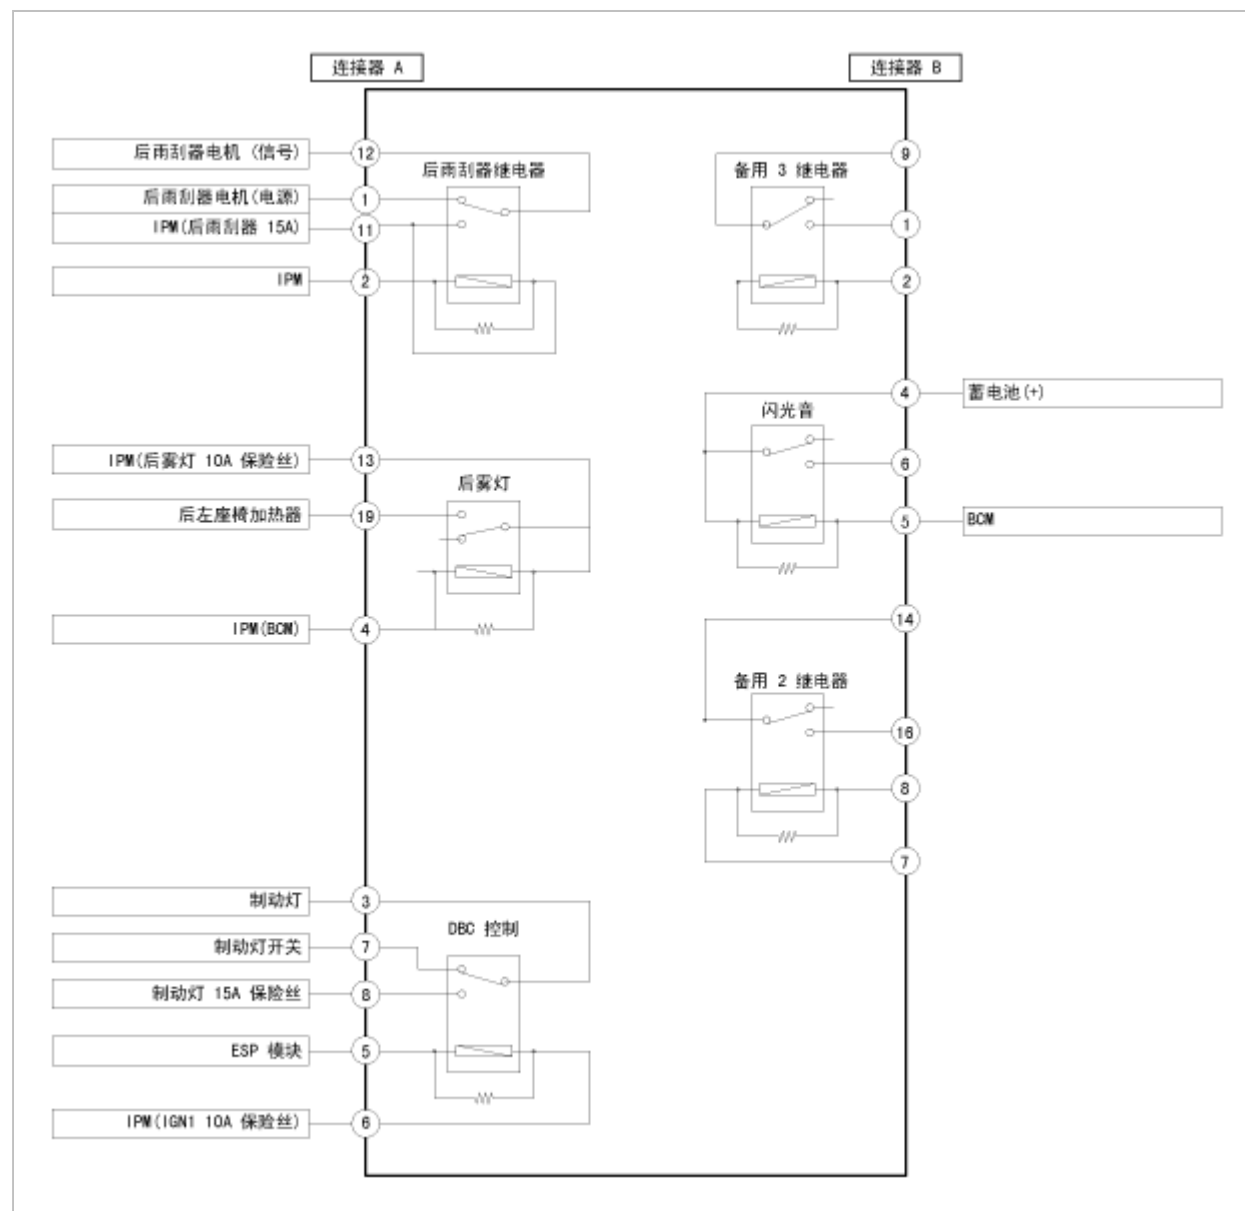 连接器 A
连接器 B
后雨刮器电机 (信号)
12
后雨刮器继电器
备用 3 继电器
9
后雨刮器电机(电源)
1
IPM(后雨刮器 15A)
11
1
IPM
2
2
4
蓄电池(+)
闪光音
IPM(后雾灯 10A 保险丝)
13
6
后雾灯
后左座椅加热器
19
5
BCM
IPM(BCM)
4
14
备用 2 继电器
16
8
7
制动灯
3
DBC 控制
制动灯开关
7
制动灯 15A 保险丝
8
ESP 模块
5
IPM(IGN1 10A 保险丝)
6